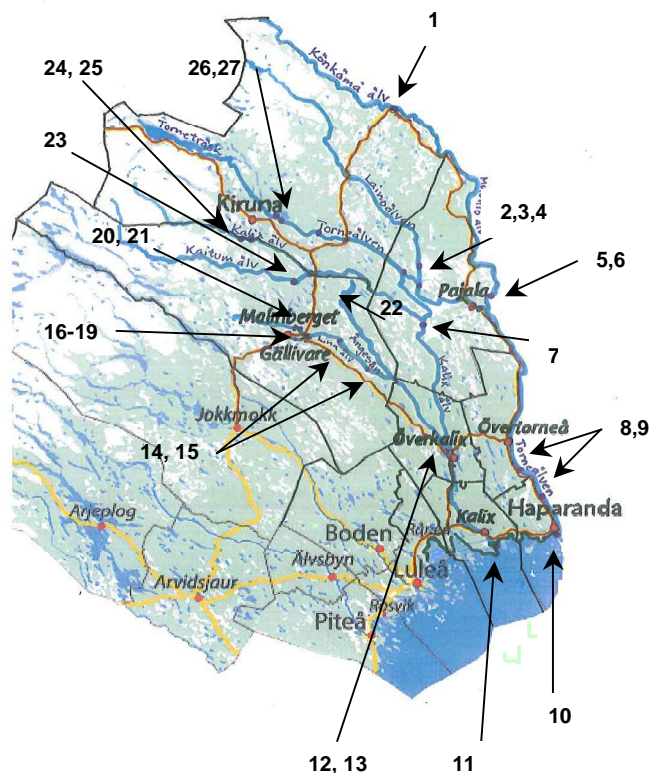 1
24, 25
26,27
Könkämä älv
23
Torneträsk
Lainioälven
Kiruna
Kalix älv
Torneälven
2,3,4
20, 21
Kaitum älv
5,6
Pajala
Malmberget
22
16-19
7
Gällivare
Lina älv
Ängesån
Kalix älv
Jokkmokk
14, 15
Överkalix
Övertorneå
8,9
Torneälven
Haparanda
Arjeplog
Kalix
Boden
Råneå
Älvsbyn
Arvidsjaur
Luleå
Rosvik
Piteå
10
12, 13
11